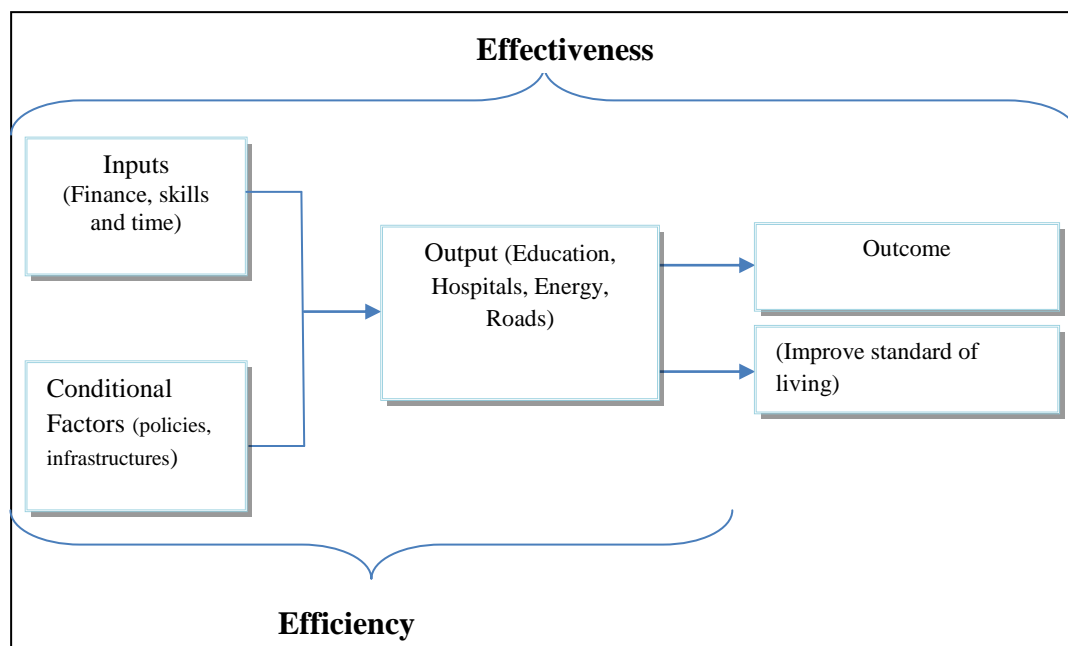 Effectiveness
Inputs
(Finance, skills
and time)
Conditional
Factors (policies,
infrastructures)
Output (Education,
Hospitals, Energy,
Roads)
Outcome
(Improve standard of
living)
Efficiency